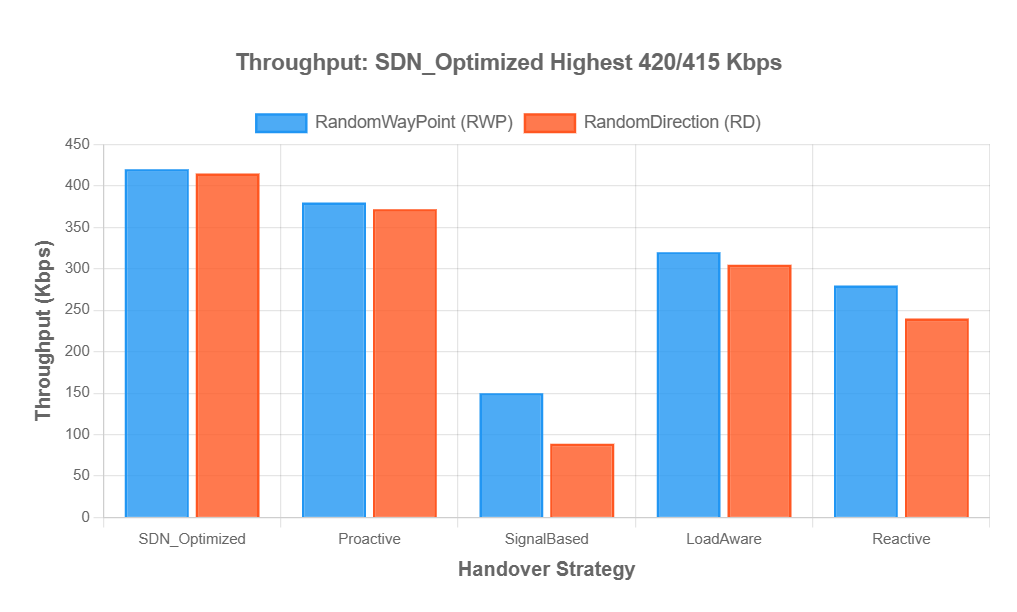 Throughput: SDN_Optimized Highest 420/415 Kbps
RandomWayPoint (RWP) RandomDirection (RD)
Throughput (Kbps)
450
400
350
300
250
200
150
100
50
0
SDN_Optimized Proactive SignalBased LoadAware Reactive
Handover Strategy